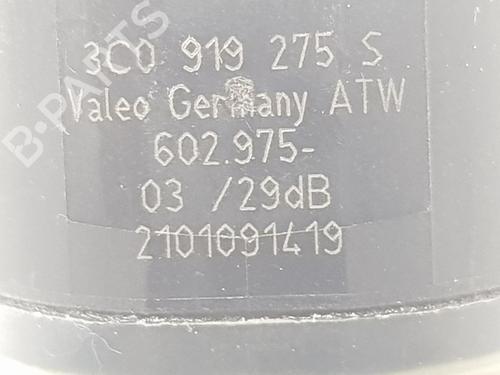 3C0 919 275 S
Valeo Germany ATW
602.975-
03 /29dB
2101091419
B-PARTS